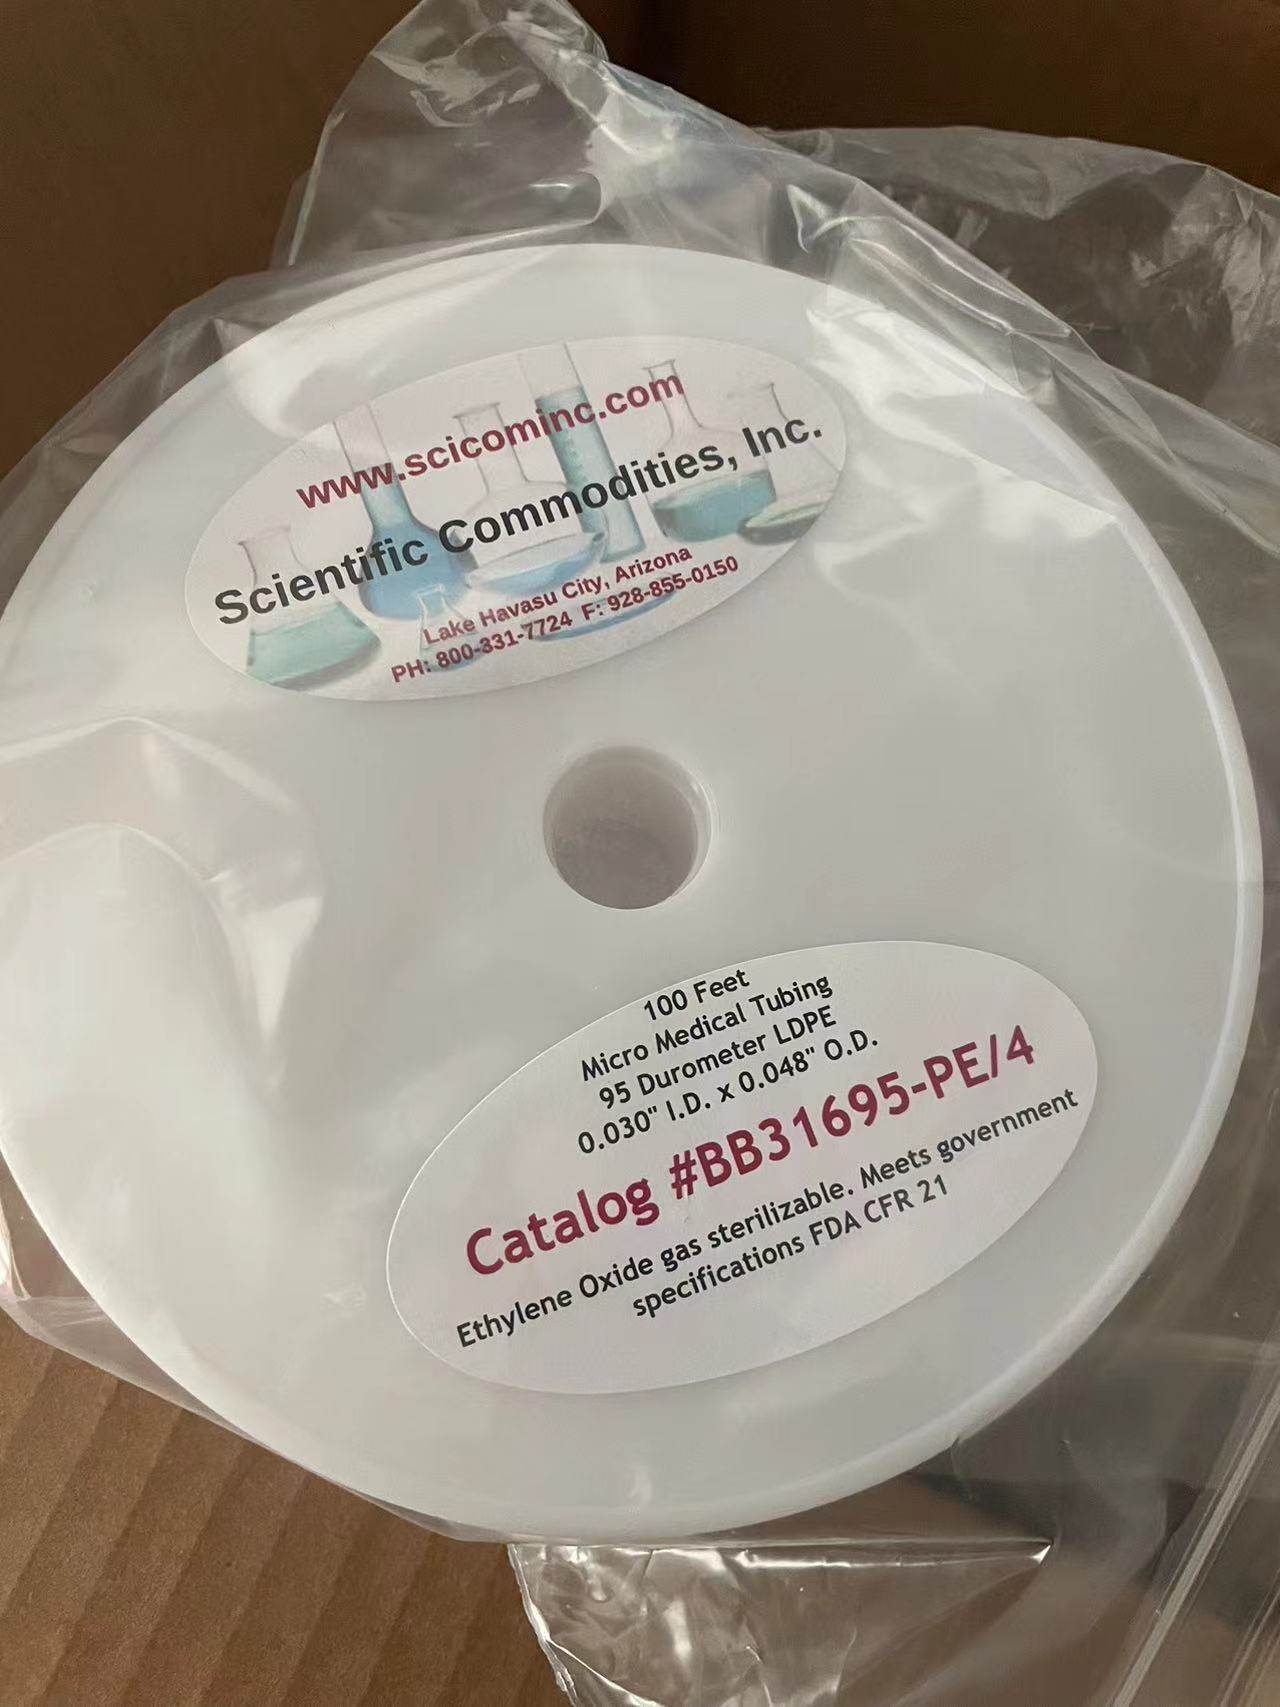 www.scicominc.com
Scientific Commodities, Inc.
Lake Havasu City, Arizona
PH: 800-331-7724 F: 928-855-0150
100 Feet
Micro Medical Tubing
95 Durometer LDPE
0.030" I.D. x 0.048" O.D.
Catalog #BB31695-PE/4
Ethylene Oxide gas sterilizable. Meets government
specifications FDA CFR 21